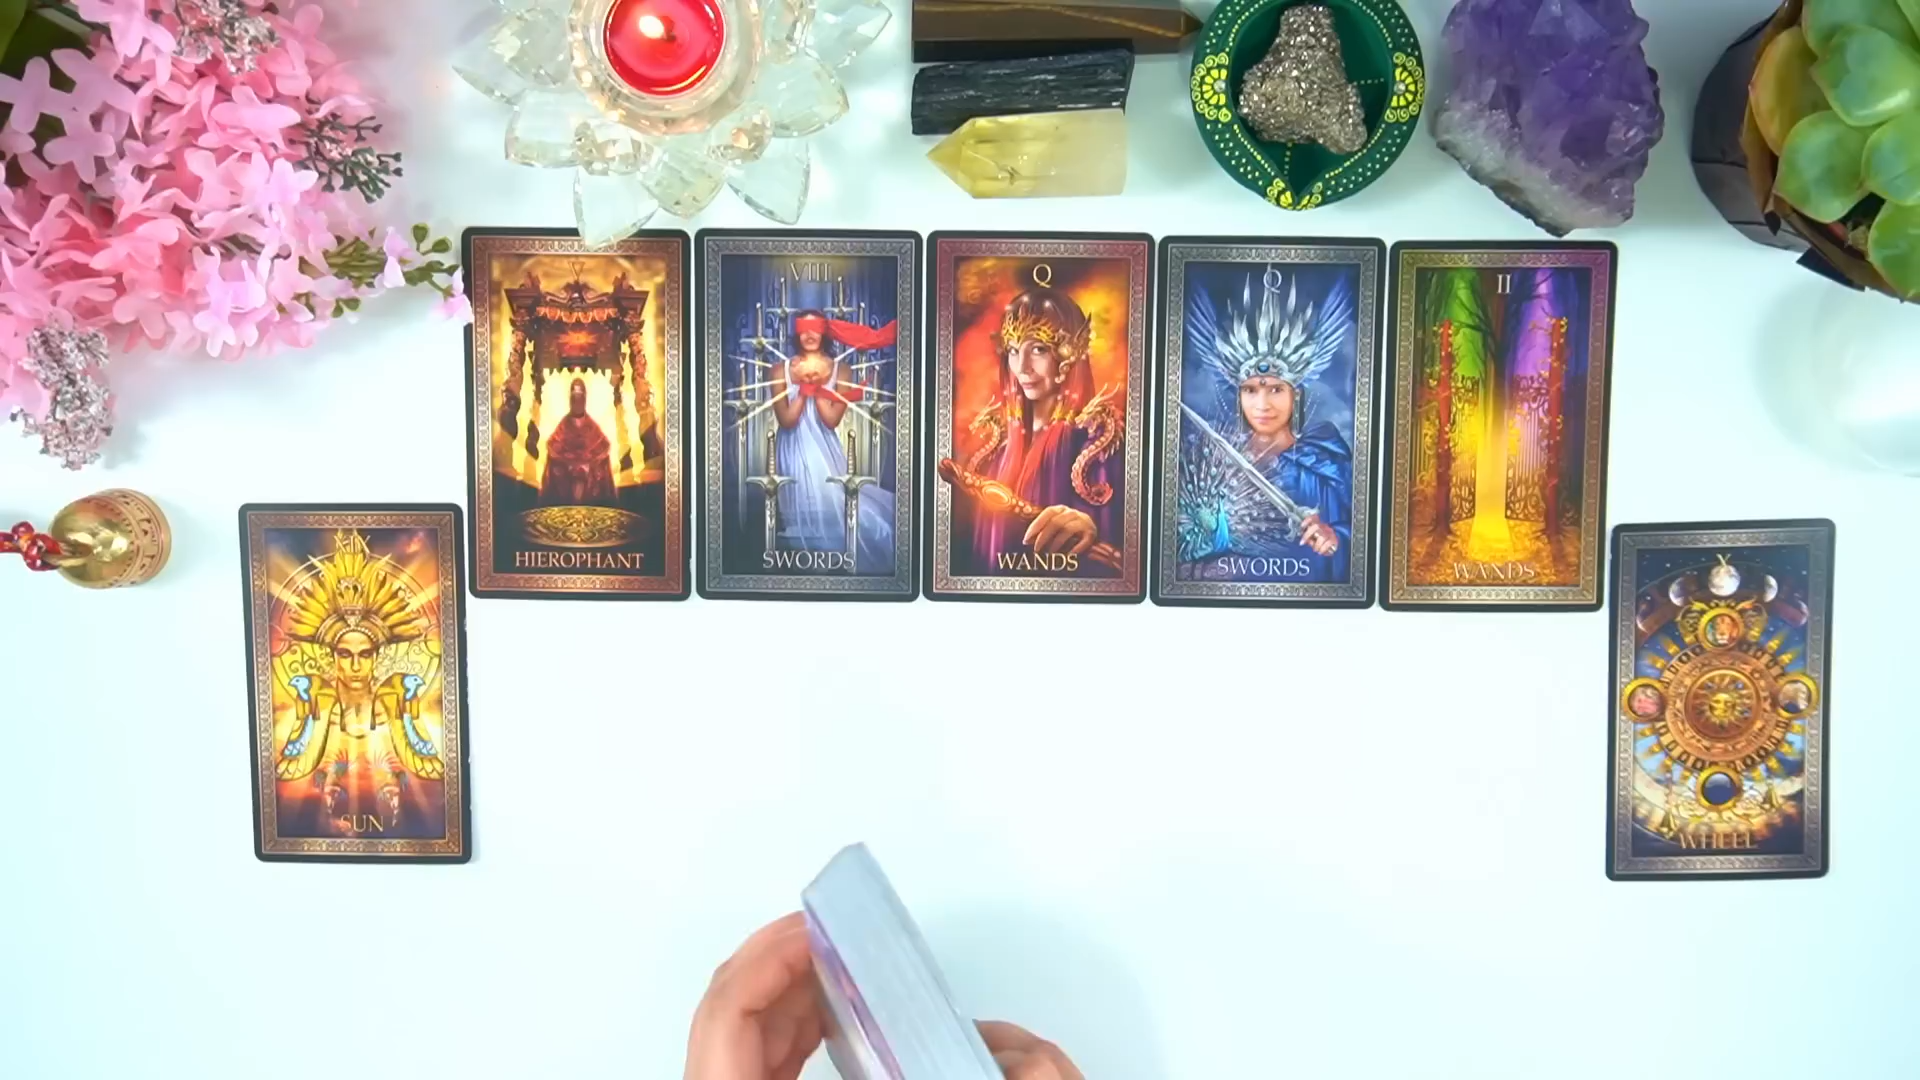 V
HIEROPHANT
VIII
SWORDS
Q
WANDS
Q
SWORDS
II
WANDS
XIX
SUN
X
WHEEL